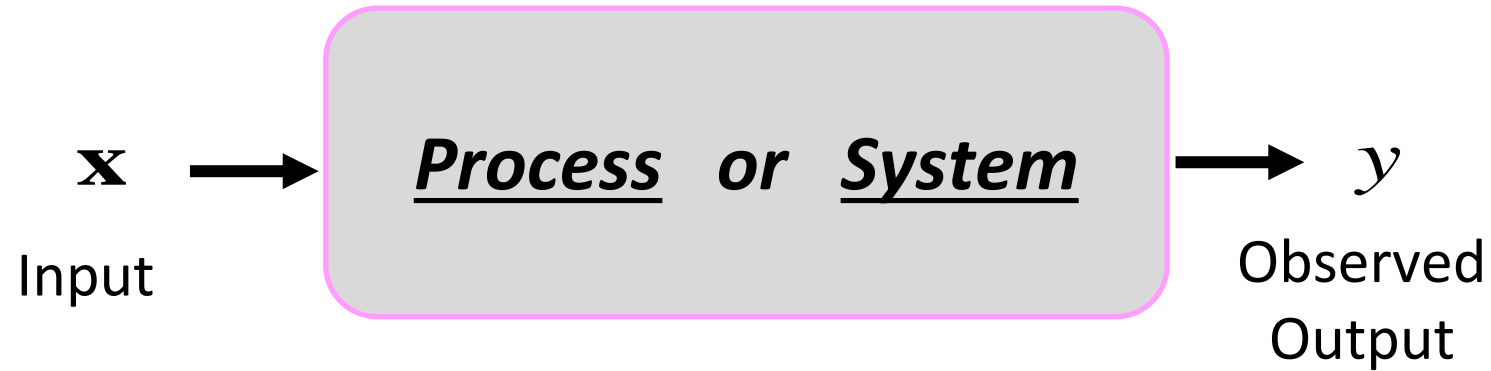 x
Process or System
y
Input
Observed
Output